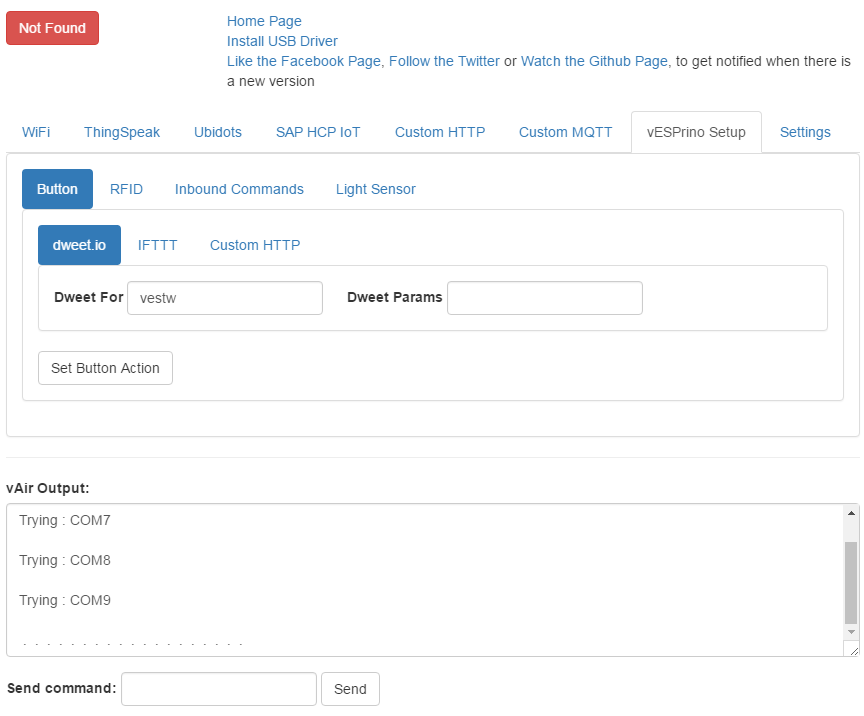 Not Found
Home Page
Install USB Driver
Like the Facebook Page, Follow the Twitter or Watch the Github Page, to get notified when there is
a new version
WiFi ThingSpeak Ubidots SAP HCP IoT Custom HTTP Custom MQTT vESPrino Setup Settings
Button RFID Inbound Commands Light Sensor
dweet.io IFTTT Custom HTTP
Dweet For vestw Dweet Params
Set Button Action
vAir Output:
Trying : COM7
Trying : COM8
Trying : COM9
. . . . . . . . . . . . . . . . . . .
Send command: Send